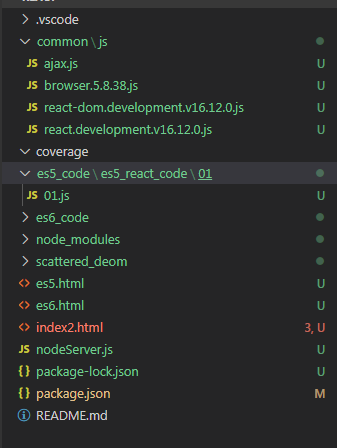 .vscode
common \ js
JS ajax.js U
JS browser.5.8.38.js U
JS react-dom.development.v16.12.0.js U
JS react.development.v16.12.0.js U
coverage
es5_code \ es5_react_code \ 01
JS 01.js U
es6_code
node_modules
scattered_deom
<> es5.html U
<> es6.html U
<> index2.html 3, U
JS nodeServer.js U
{} package-lock.json U
{} package.json M
README.md